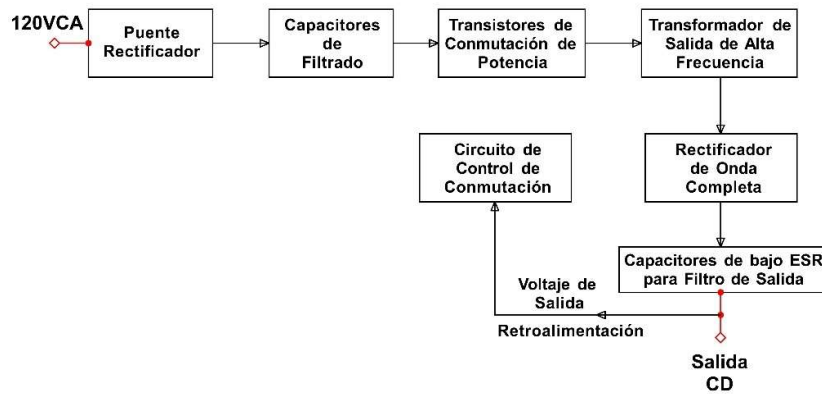 120VCA
Puente
Rectificador
Capacitores
de
Filtrado
Transistores de
Conmutación de
Potencia
Transformador de
Salida de Alta
Frecuencia
Circuito de
Control de
Conmutación
Rectificador
de Onda
Completa
Capacitores de bajo ESR
para Filtro de Salida
Voltaje de
Salida
Retroalimentación
Salida
CD